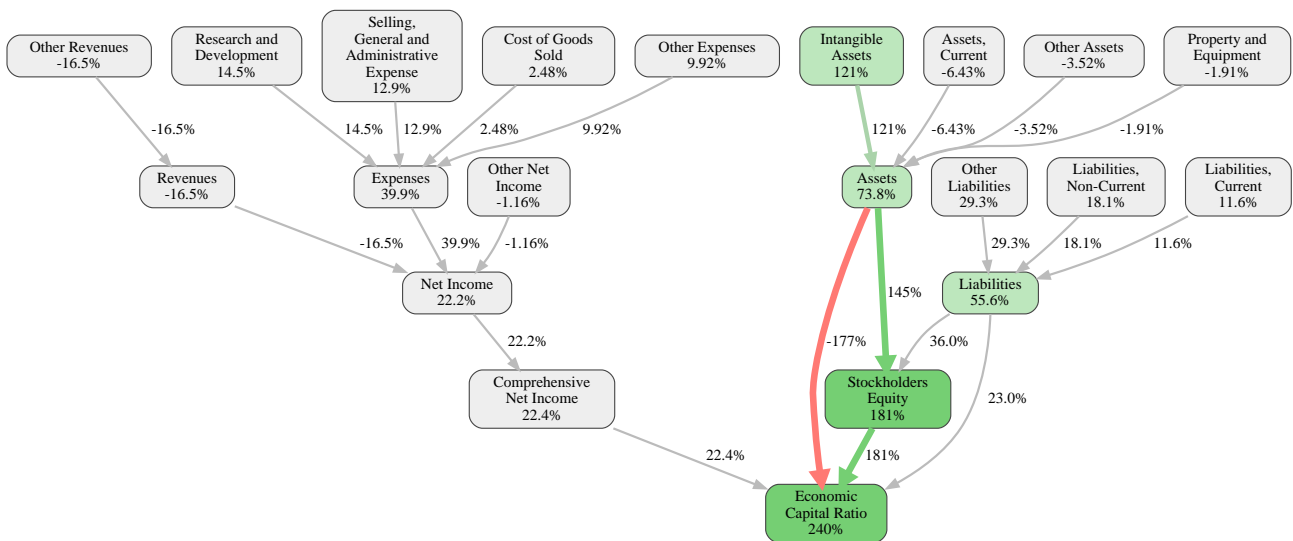 Other Revenues
-16.5%
Research and
Development
14.5%
Selling,
General and
Administrative
Expense
12.9%
Cost of Goods
Sold
2.48%
Other Expenses
9.92%
Intangible
Assets
121%
Assets,
Current
-6.43%
Other Assets
-3.52%
Property and
Equipment
-1.91%
-16.5%
14.5%
12.9%
2.48%
9.92%
121%
-6.43%
-3.52%
-1.91%
Revenues
-16.5%
Expenses
39.9%
Other Net
Income
-1.16%
Assets
73.8%
Other
Liabilities
29.3%
Liabilities,
Non-Current
18.1%
Liabilities,
Current
11.6%
-16.5%
39.9%
-1.16%
29.3%
18.1%
11.6%
Net Income
22.2%
145%
Liabilities
55.6%
22.2%
-177%
36.0%
Comprehensive
Net Income
22.4%
Stockholders
Equity
181%
23.0%
22.4%
181%
Economic
Capital Ratio
240%